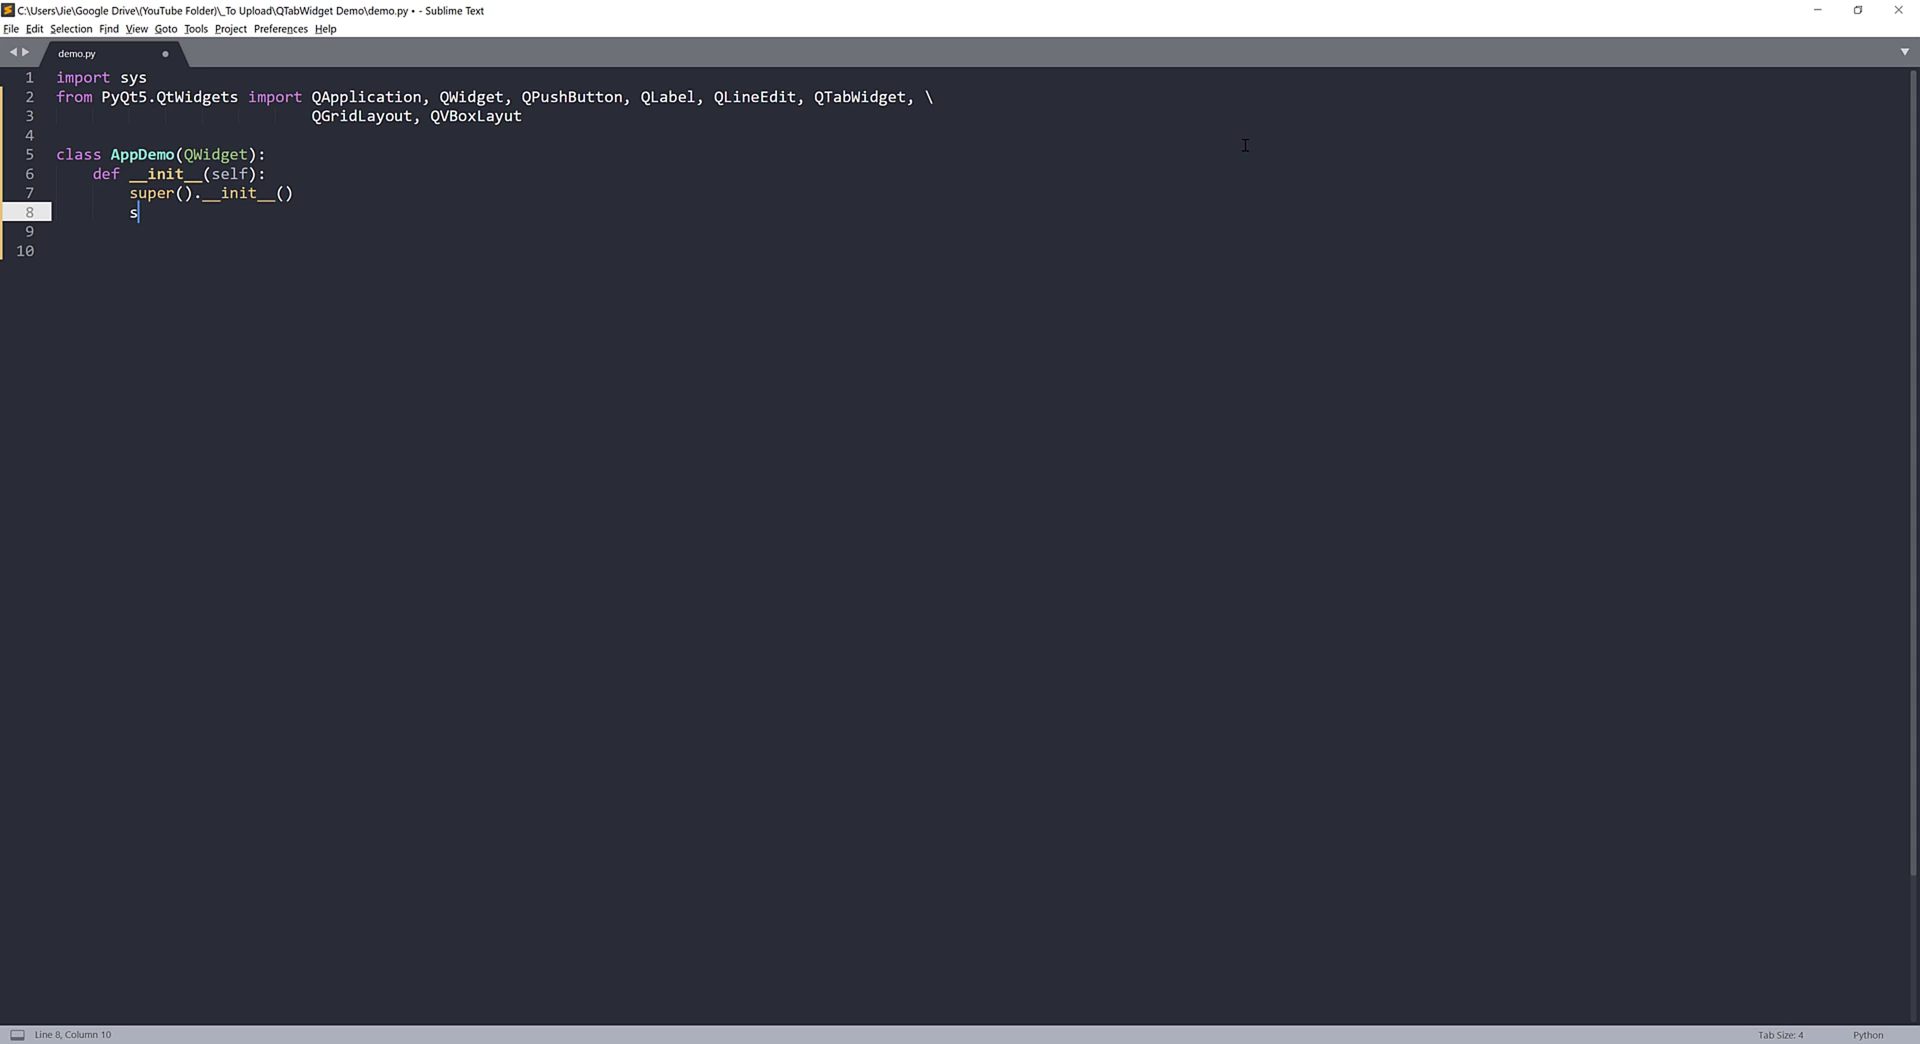 C:\Users\Jie\Google Drive\(YouTube Folder)\_To Upload\QTabWidget Demo\demo.py • - Sublime Text
File Edit Selection Find View Goto Tools Project Preferences Help
demo.py
1 import sys
2 from PyQt5.QtWidgets import QApplication, QWidget, QPushButton, QLabel, QLineEdit, QTabWidget, \
3 QGridLayout, QVBoxLayut
4
5 class AppDemo(QWidget):
6 def __init__(self):
7 super().__init__()
8 s
9
10
Line 8, Column 10 Tab Size: 4 Python